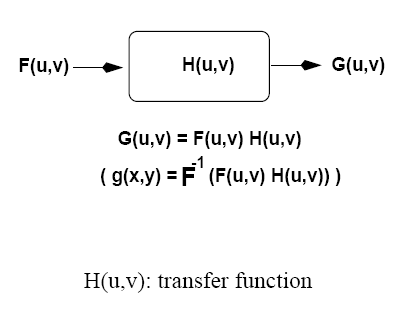 F(u,v) H(u,v) G(u,v)
G(u,v) = F(u,v) H(u,v)
( g(x,y) = F⁻¹ (F(u,v) H(u,v)) )
H(u,v): transfer function